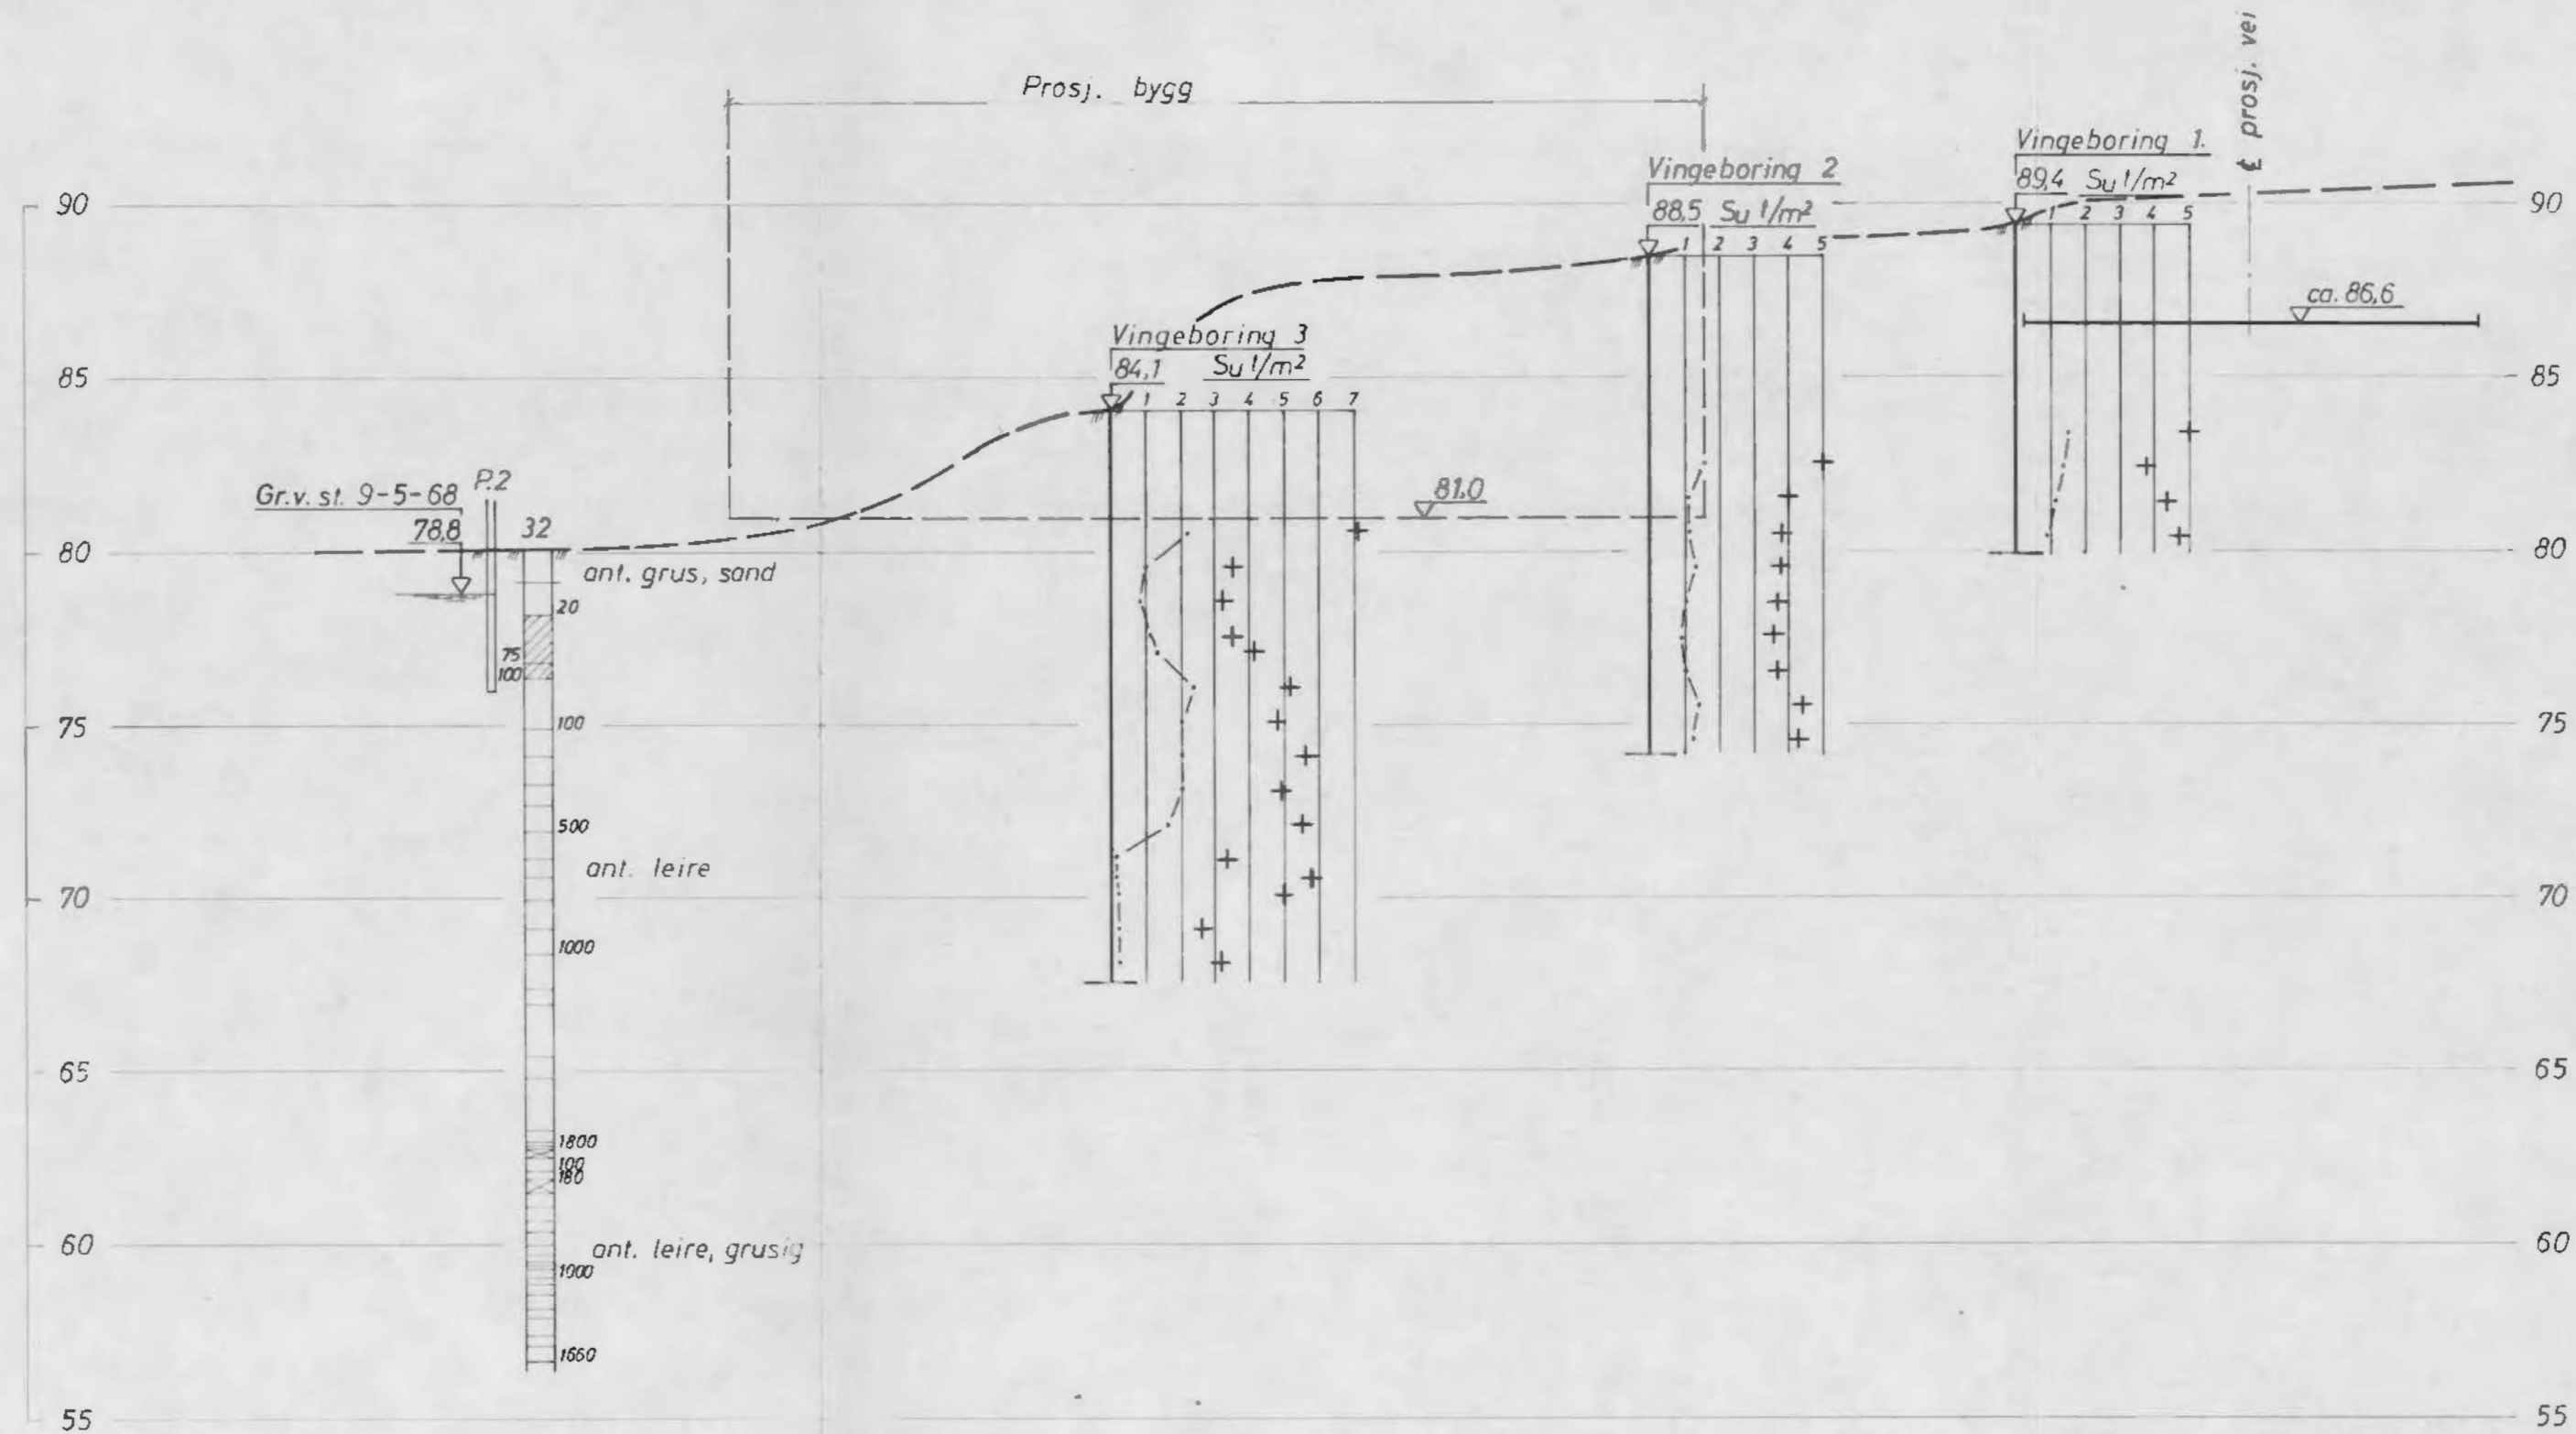 Prosj. bygg
℄ prosj. vei
Vingeboring 1.
89,4 Su t/m²
1 2 3 4 5
Vingeboring 2
88,5 Su t/m²
1 2 3 4 5
ca. 86,6
Vingeboring 3
84,1 Su t/m²
1 2 3 4 5 6 7
81.0
Gr.v. st. 9-5-68
78,8
P.2
32
ant. grus, sand
20
75
100
100
500
ant. leire
1000
1800
100
180
ant. leire, grusig
1000
1660
90
85
80
75
70
65
60
55
90
85
80
75
70
65
60
55